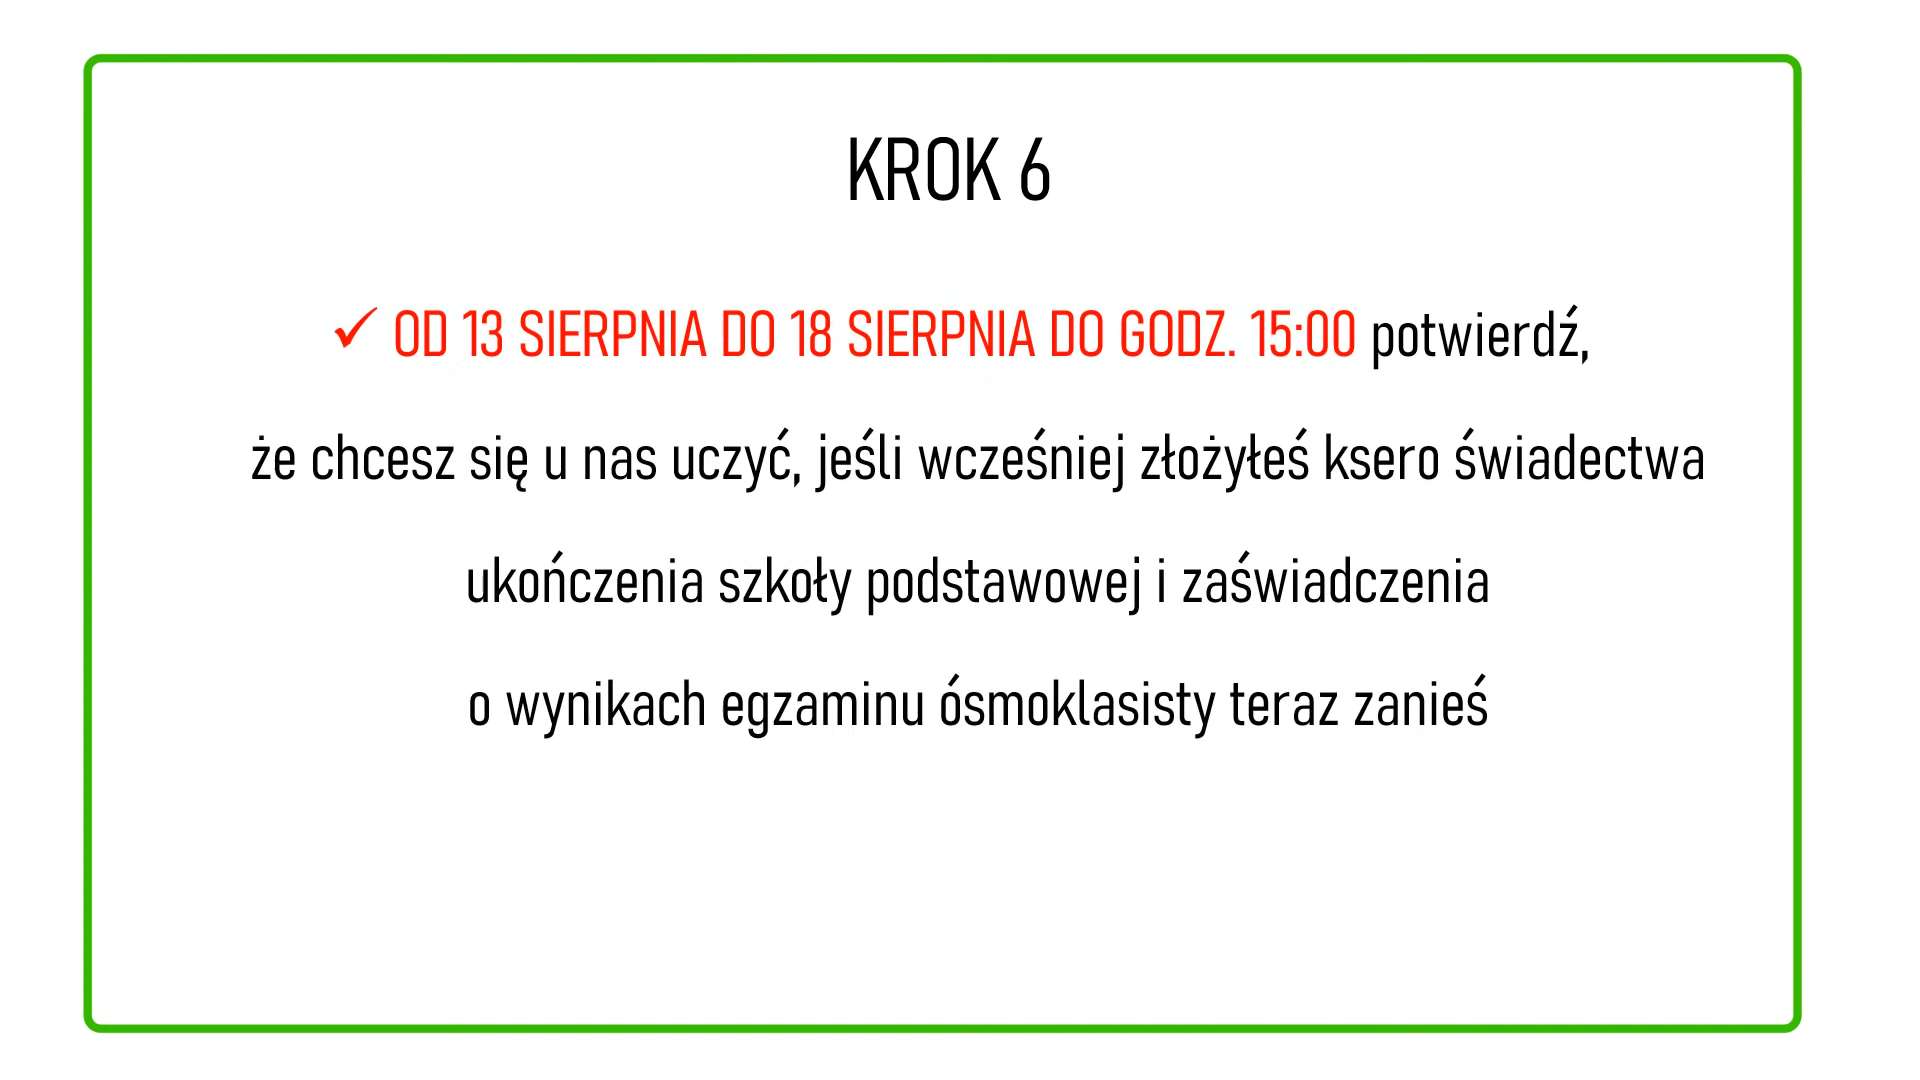 KROK 6
✓ OD 13 SIERPNIA DO 18 SIERPNIA DO GODZ. 15:00 potwierdź,
że chcesz się u nas uczyć, jeśli wcześniej złożyłeś ksero świadectwa
ukończenia szkoły podstawowej i zaświadczenia
o wynikach egzaminu ósmoklasisty teraz zanieś